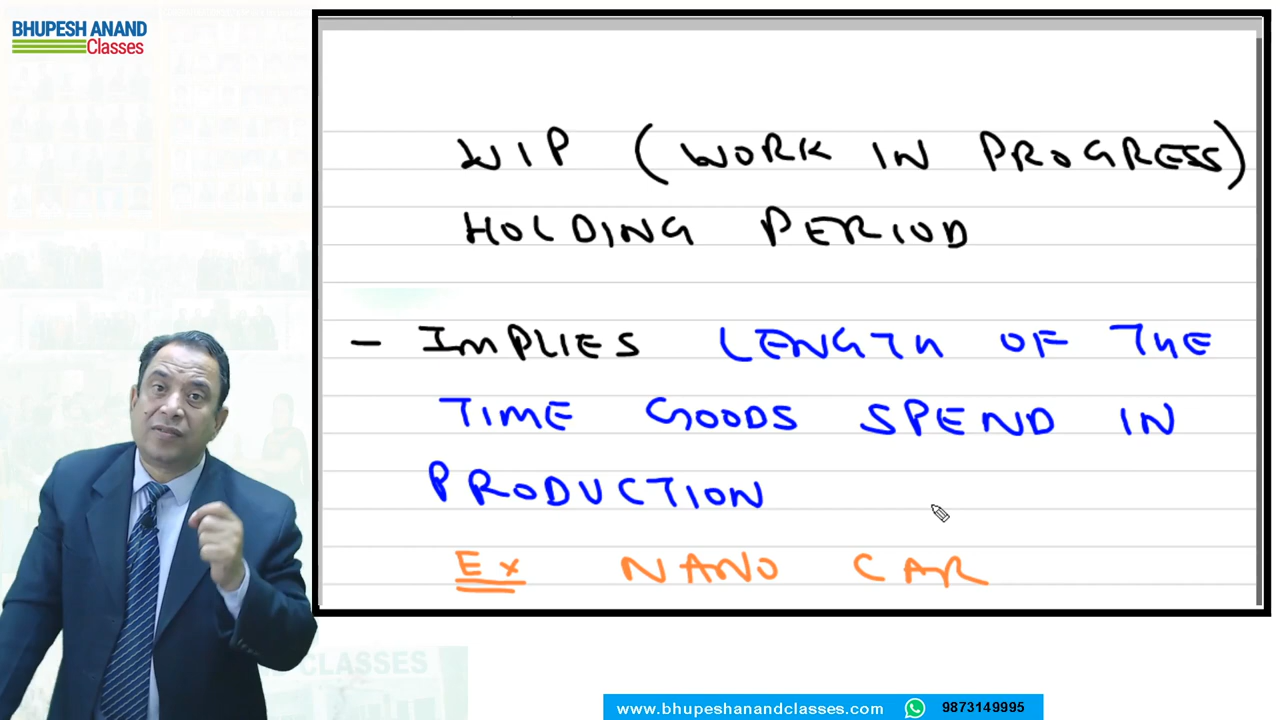 BHUPESH ANAND
Classes
WIP (WORK IN PROGRESS)
HOLDING PERIOD
- IMPLIES LENGTH OF THE
TIME GOODS SPEND IN
PRODUCTION
Ex NANO CAR
CLASSES
www.bhupeshanandclasses.com 9873149995